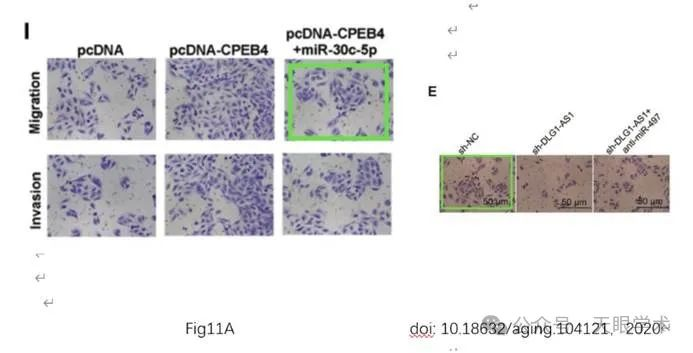 I
pcDNA
pcDNA-CPEB4
pcDNA-CPEB4
+miR-30c-5p
Migration
Invasion
E
sh-NC
sh-DLG1-AS1
sh-DLG1-AS1+
anti-miR-497
50 μm
50 μm
50 μm
Fig11A
doi: 10.18632/aging.104121, 2020
公众号 · 天眼学术